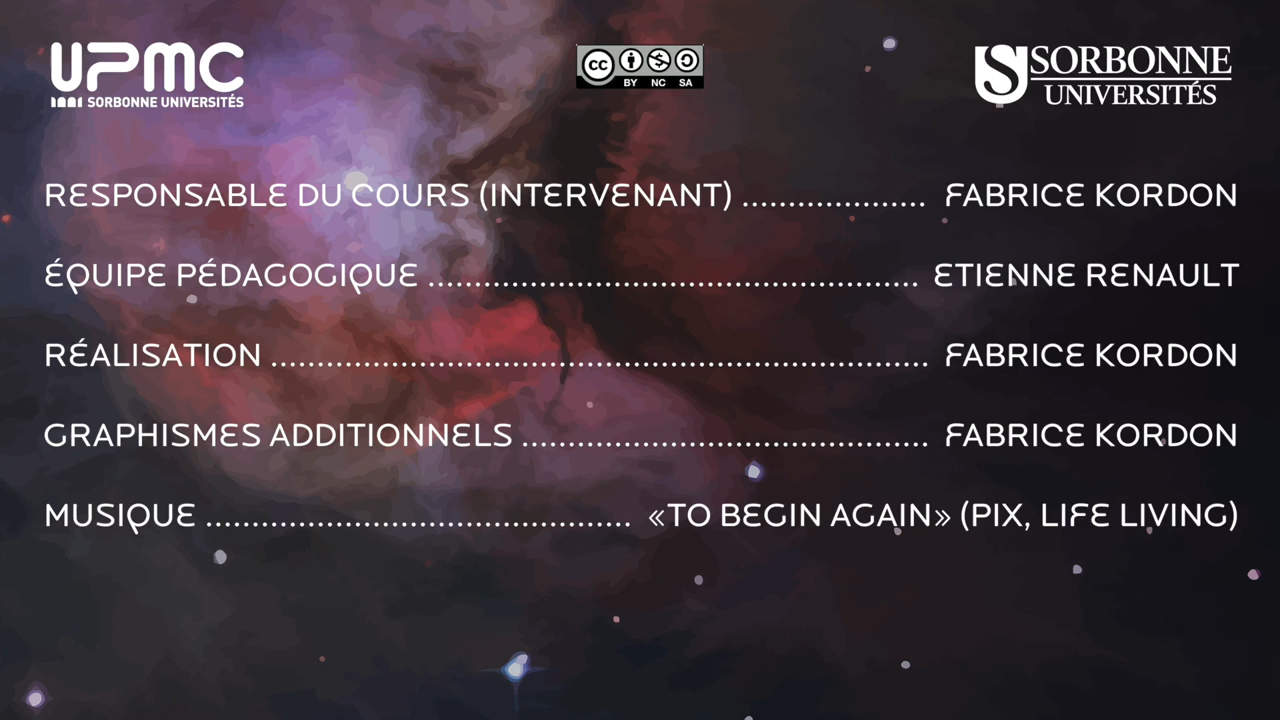 UPMC
SORBONNE UNIVERSITÉS
cc
BY NC SA
SORBONNE
UNIVERSITÉS
RESPONSABLE DU COURS (INTERVENANT) .................... FABRICE KORDON
ÉQUIPE PÉDAGOGIQUE ..................................................... ETIENNE RENAULT
RÉALISATION ....................................................................... FABRICE KORDON
GRAPHISMES ADDITIONNELS ............................................ FABRICE KORDON
MUSIQUE .............................................. «TO BEGIN AGAIN» (PIX, LIFE LIVING)